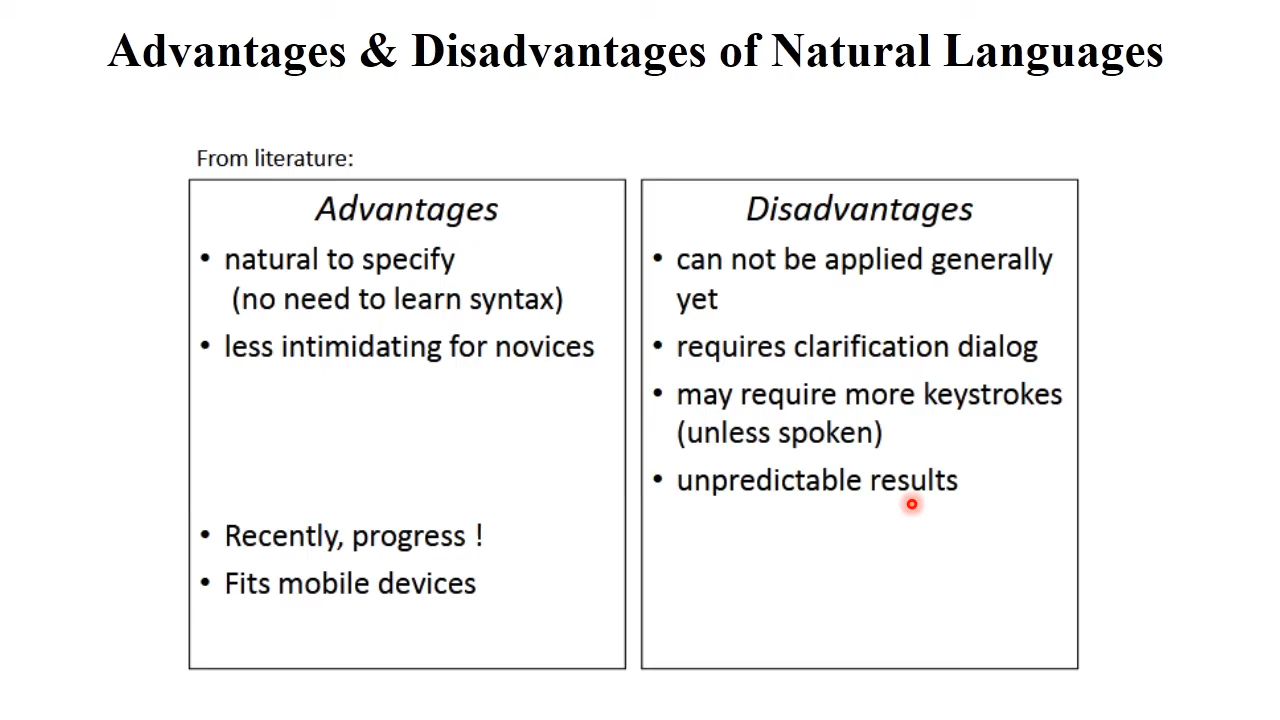 Advantages & Disadvantages of Natural Languages
From literature:
Advantages
• natural to specify
(no need to learn syntax)
• less intimidating for novices
• Recently, progress !
• Fits mobile devices
Disadvantages
• can not be applied generally
yet
• requires clarification dialog
• may require more keystrokes
(unless spoken)
• unpredictable results